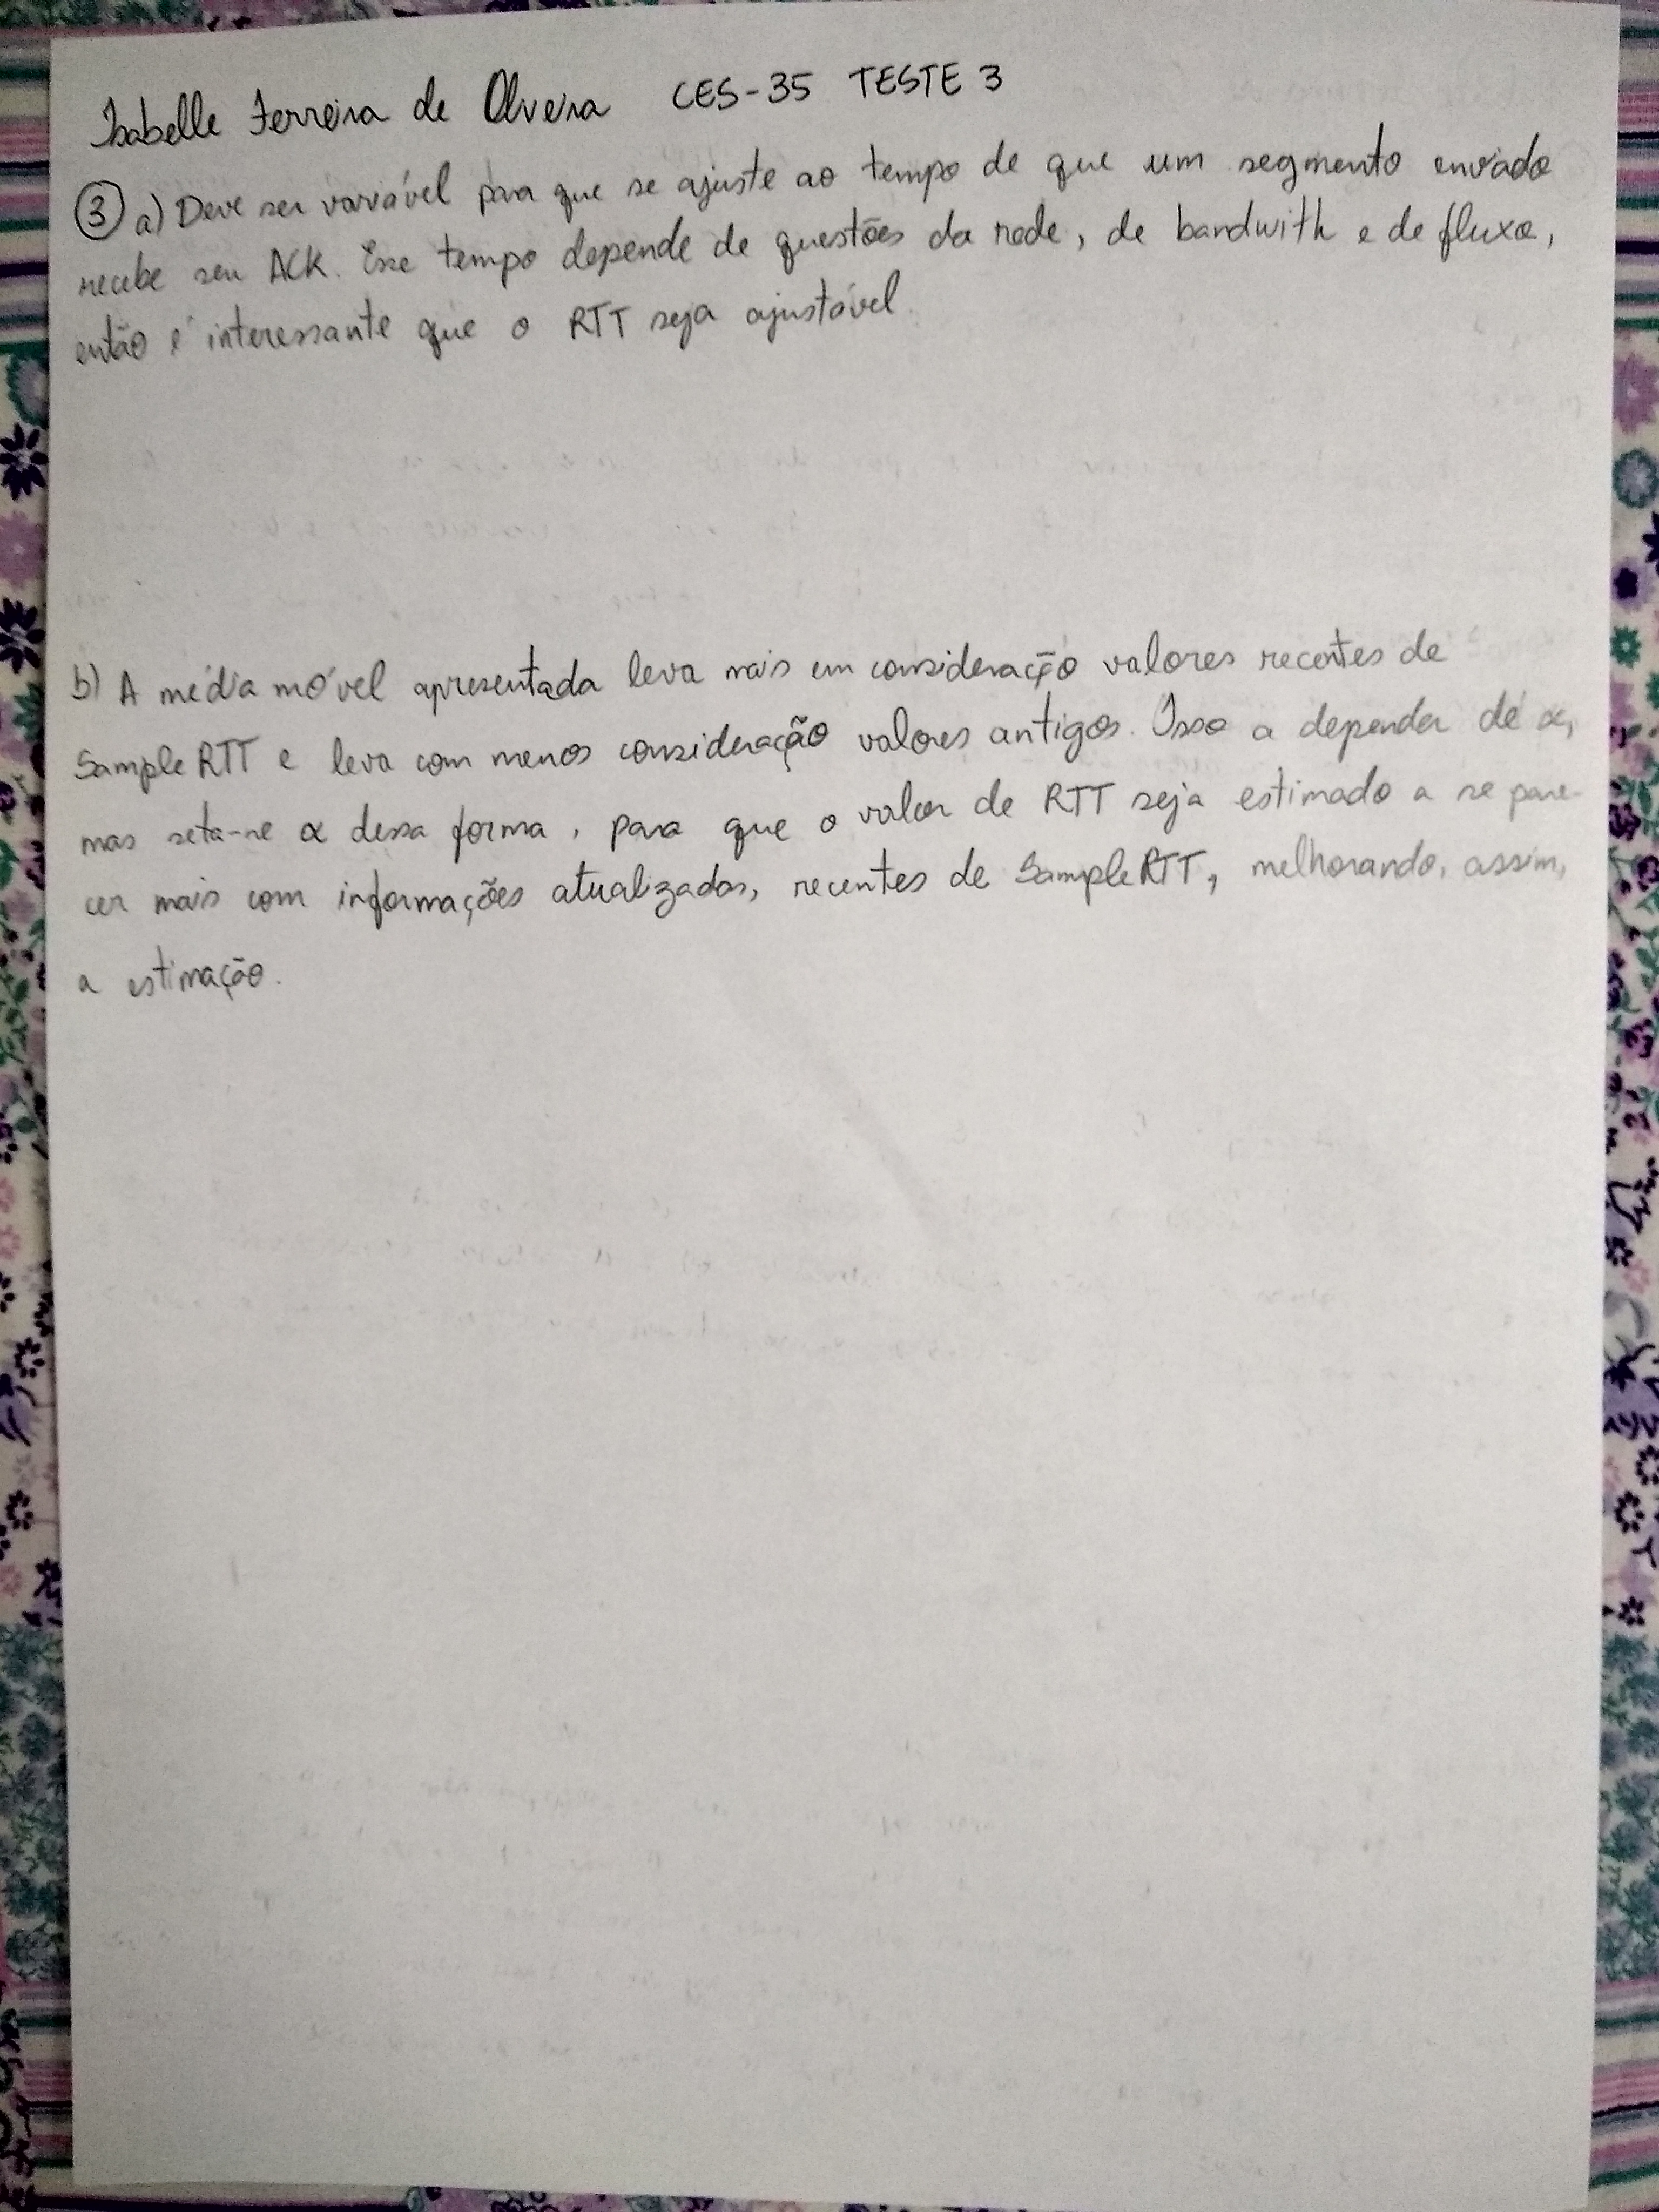 Isabelle Ferreira de Oliveira CES-35 TESTE 3
③ a) Deve ser variável para que se ajuste ao tempo de que um segmento enviado
recebe seu ACK. Esse tempo depende de questões da rede, de bandwith e de fluxo,
então é interessante que o RTT seja ajustável.
b) A média móvel apresentada leva mais em consideração valores recentes de
SampleRTT e leva com menos consideração valores antigos. Isso a depender de α,
mas seta-se α dessa forma, para que o valor de RTT seja estimado a se pare-
cer mais com informações atualizadas, recentes de SampleRTT, melhorando, assim,
a estimação.